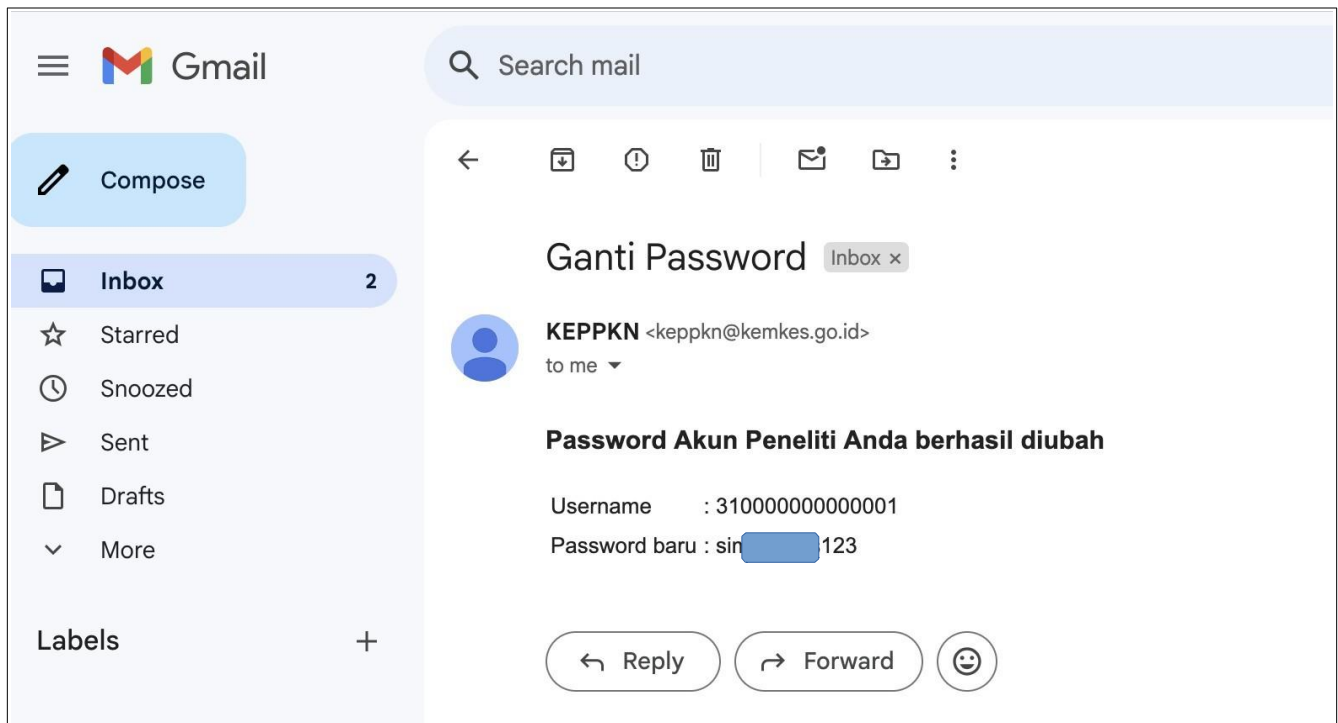 Gmail
Search mail
Compose
Ganti Password Inbox ×
Inbox 2
KEPPKN <keppkn@kemkes.go.id>
Starred
to me
Snoozed
Sent
Password Akun Peneliti Anda berhasil diubah
Drafts
Username : 310000000000001
More
Password baru : sin 123
Labels +
Reply Forward